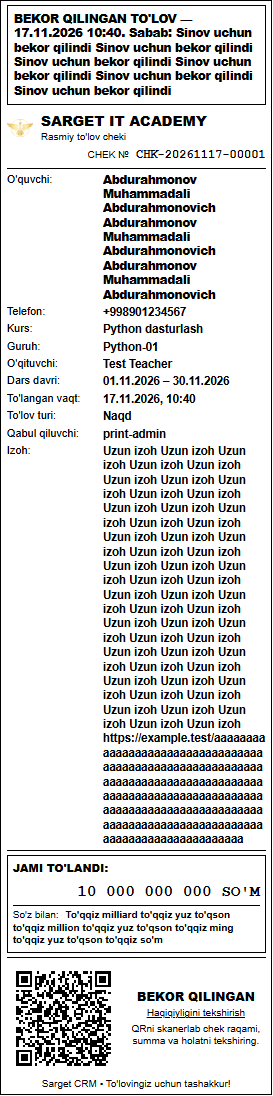 BEKOR QILINGAN TO'LOV —
17.11.2026 10:40. Sabab: Sinov uchun
bekor qilindi Sinov uchun bekor qilindi
Sinov uchun bekor qilindi Sinov uchun
bekor qilindi Sinov uchun bekor qilindi
Sinov uchun bekor qilindi
SARGET IT ACADEMY
Rasmiy to'lov cheki
CHEK № CHK-20261117-00001
O'quvchi: Abdurahmonov
Muhammadali
Abdurahmonovich
Abdurahmonov
Muhammadali
Abdurahmonovich
Abdurahmonov
Muhammadali
Abdurahmonovich
Telefon: +998901234567
Kurs: Python dasturlash
Guruh: Python-01
O'qituvchi: Test Teacher
Dars davri: 01.11.2026 – 30.11.2026
To'langan vaqt: 17.11.2026, 10:40
To'lov turi: Naqd
Qabul qiluvchi: print-admin
Izoh: Uzun izoh Uzun izoh Uzun
izoh Uzun izoh Uzun izoh
Uzun izoh Uzun izoh Uzun
izoh Uzun izoh Uzun izoh
Uzun izoh Uzun izoh Uzun
izoh Uzun izoh Uzun izoh
Uzun izoh Uzun izoh Uzun
izoh Uzun izoh Uzun izoh
Uzun izoh Uzun izoh Uzun
izoh Uzun izoh Uzun izoh
Uzun izoh Uzun izoh Uzun
izoh Uzun izoh Uzun izoh
Uzun izoh Uzun izoh Uzun
izoh Uzun izoh Uzun izoh
Uzun izoh Uzun izoh Uzun
izoh Uzun izoh Uzun izoh
Uzun izoh Uzun izoh Uzun
izoh Uzun izoh Uzun izoh
Uzun izoh Uzun izoh Uzun
izoh Uzun izoh Uzun izoh
https://example.test/aaaaaaaa
aaaaaaaaaaaaaaaaaaaaaaaaa
aaaaaaaaaaaaaaaaaaaaaaaaa
aaaaaaaaaaaaaaaaaaaaaaaaa
aaaaaaaaaaaaaaaaaaaaaaaaa
aaaaaaaaaaaaaaaaaaaaaaaaa
aaaaaaaaaaaaaaaaaaaaaaaaa
aaaaaaaaaaaaaaaaaaaaaa
JAMI TO'LANDI:
10 000 000 000 SO'M
So'z bilan: To'qqiz milliard to'qqiz yuz to'qson
to'qqiz million to'qqiz yuz to'qson to'qqiz ming
to'qqiz yuz to'qson to'qqiz so'm
BEKOR QILINGAN
Haqiqiyligini tekshirish
QRni skanerlab chek raqami,
summa va holatni tekshiring.
Sarget CRM • To'lovingiz uchun tashakkur!